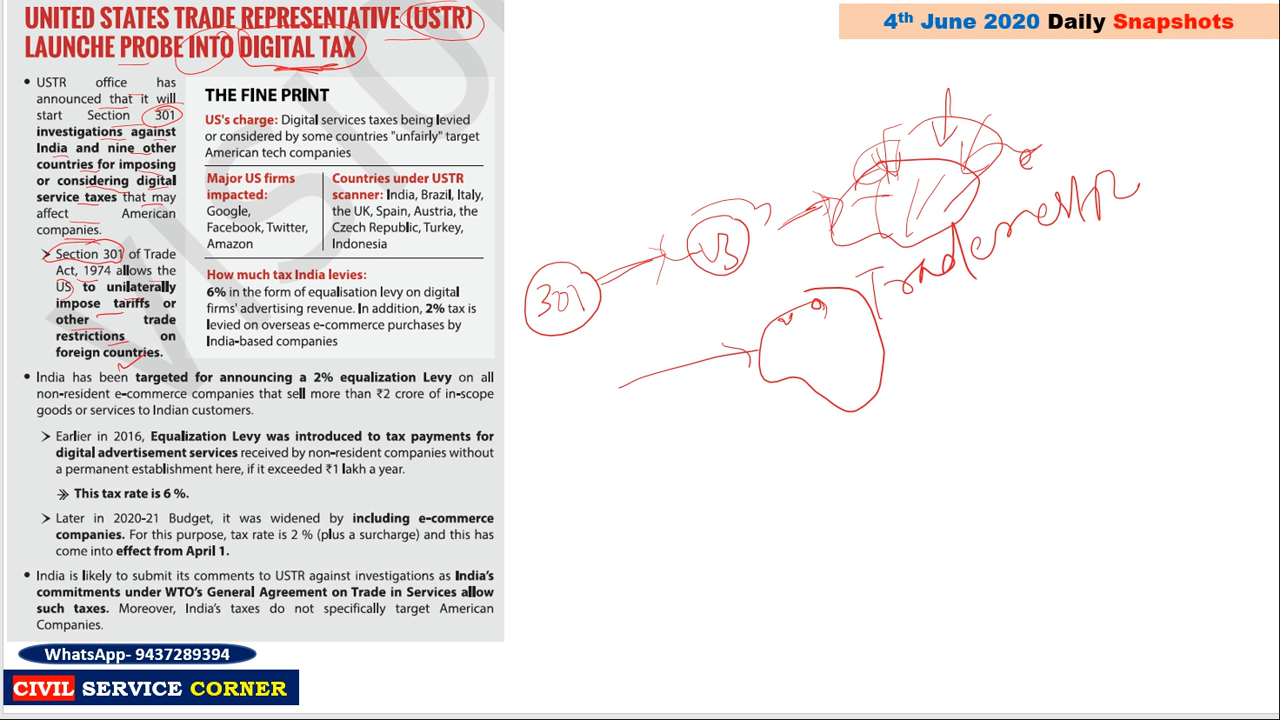 UNITED STATES TRADE REPRESENTATIVE (USTR)
LAUNCHE PROBE INTO DIGITAL TAX
4th June 2020 Daily Snapshots
• USTR office has
announced that it will
start Section 301
investigations against
India and nine other
countries for imposing
or considering digital
service taxes that may
affect American
companies.
➤ Section 301 of Trade
Act, 1974 allows the
US to unilaterally
impose tariffs or
other trade
restrictions on
foreign countries.
THE FINE PRINT
US's charge: Digital services taxes being levied
or considered by some countries "unfairly" target
American tech companies
Major US firms
impacted:
Google,
Facebook, Twitter,
Amazon
Countries under USTR
scanner: India, Brazil, Italy,
the UK, Spain, Austria, the
Czech Republic, Turkey,
Indonesia
How much tax India levies:
6% in the form of equalisation levy on digital
firms' advertising revenue. In addition, 2% tax is
levied on overseas e-commerce purchases by
India-based companies
• India has been targeted for announcing a 2% equalization Levy on all
non-resident e-commerce companies that sell more than ₹2 crore of in-scope
goods or services to Indian customers.
➤ Earlier in 2016, Equalization Levy was introduced to tax payments for
digital advertisement services received by non-resident companies without
a permanent establishment here, if it exceeded ₹1 lakh a year.
» This tax rate is 6 %.
➤ Later in 2020-21 Budget, it was widened by including e-commerce
companies. For this purpose, tax rate is 2 % (plus a surcharge) and this has
come into effect from April 1.
• India is likely to submit its comments to USTR against investigations as India's
commitments under WTO's General Agreement on Trade in Services allow
such taxes. Moreover, India's taxes do not specifically target American
Companies.
301
Trade
WhatsApp- 9437289394
CIVIL SERVICE CORNER